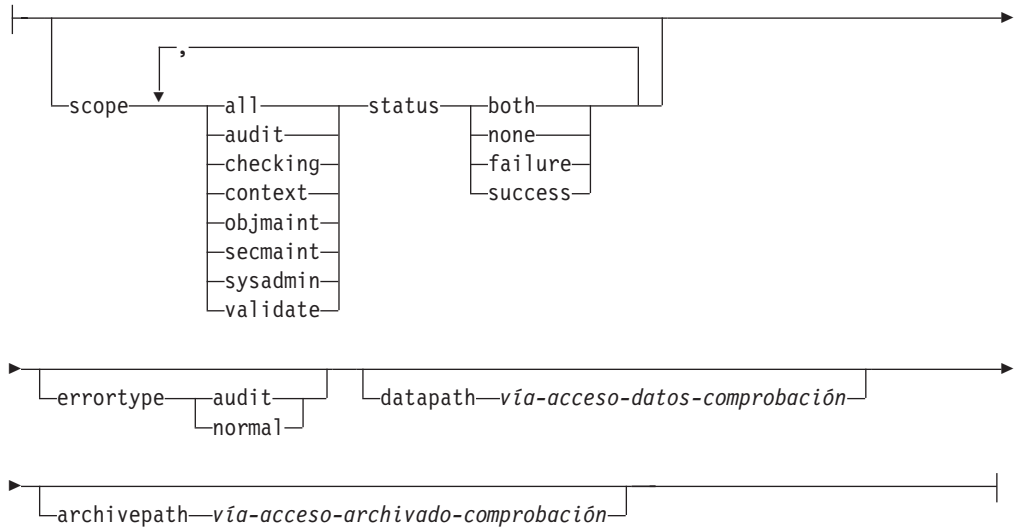 ,
scope all status both
audit none
checking failure
context success
objmaint
secmaint
sysadmin
validate
errortype audit datapath vía-acceso-datos-comprobación
normal
archivepath vía-acceso-archivado-comprobación